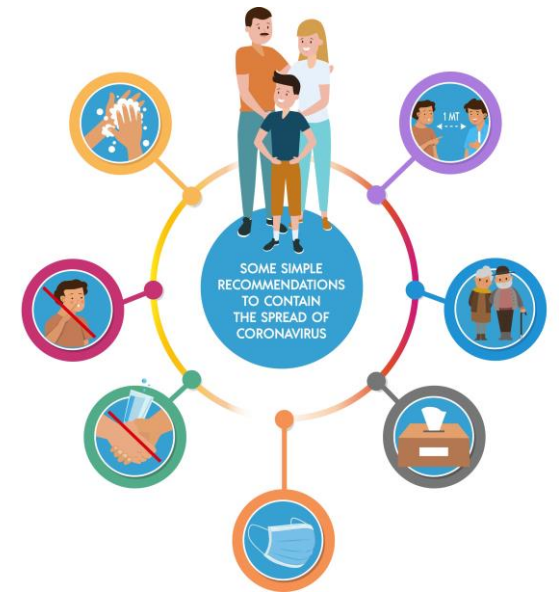 1 MT
SOME SIMPLE
RECOMMENDATIONS
TO CONTAIN
THE SPREAD OF
CORONAVIRUS